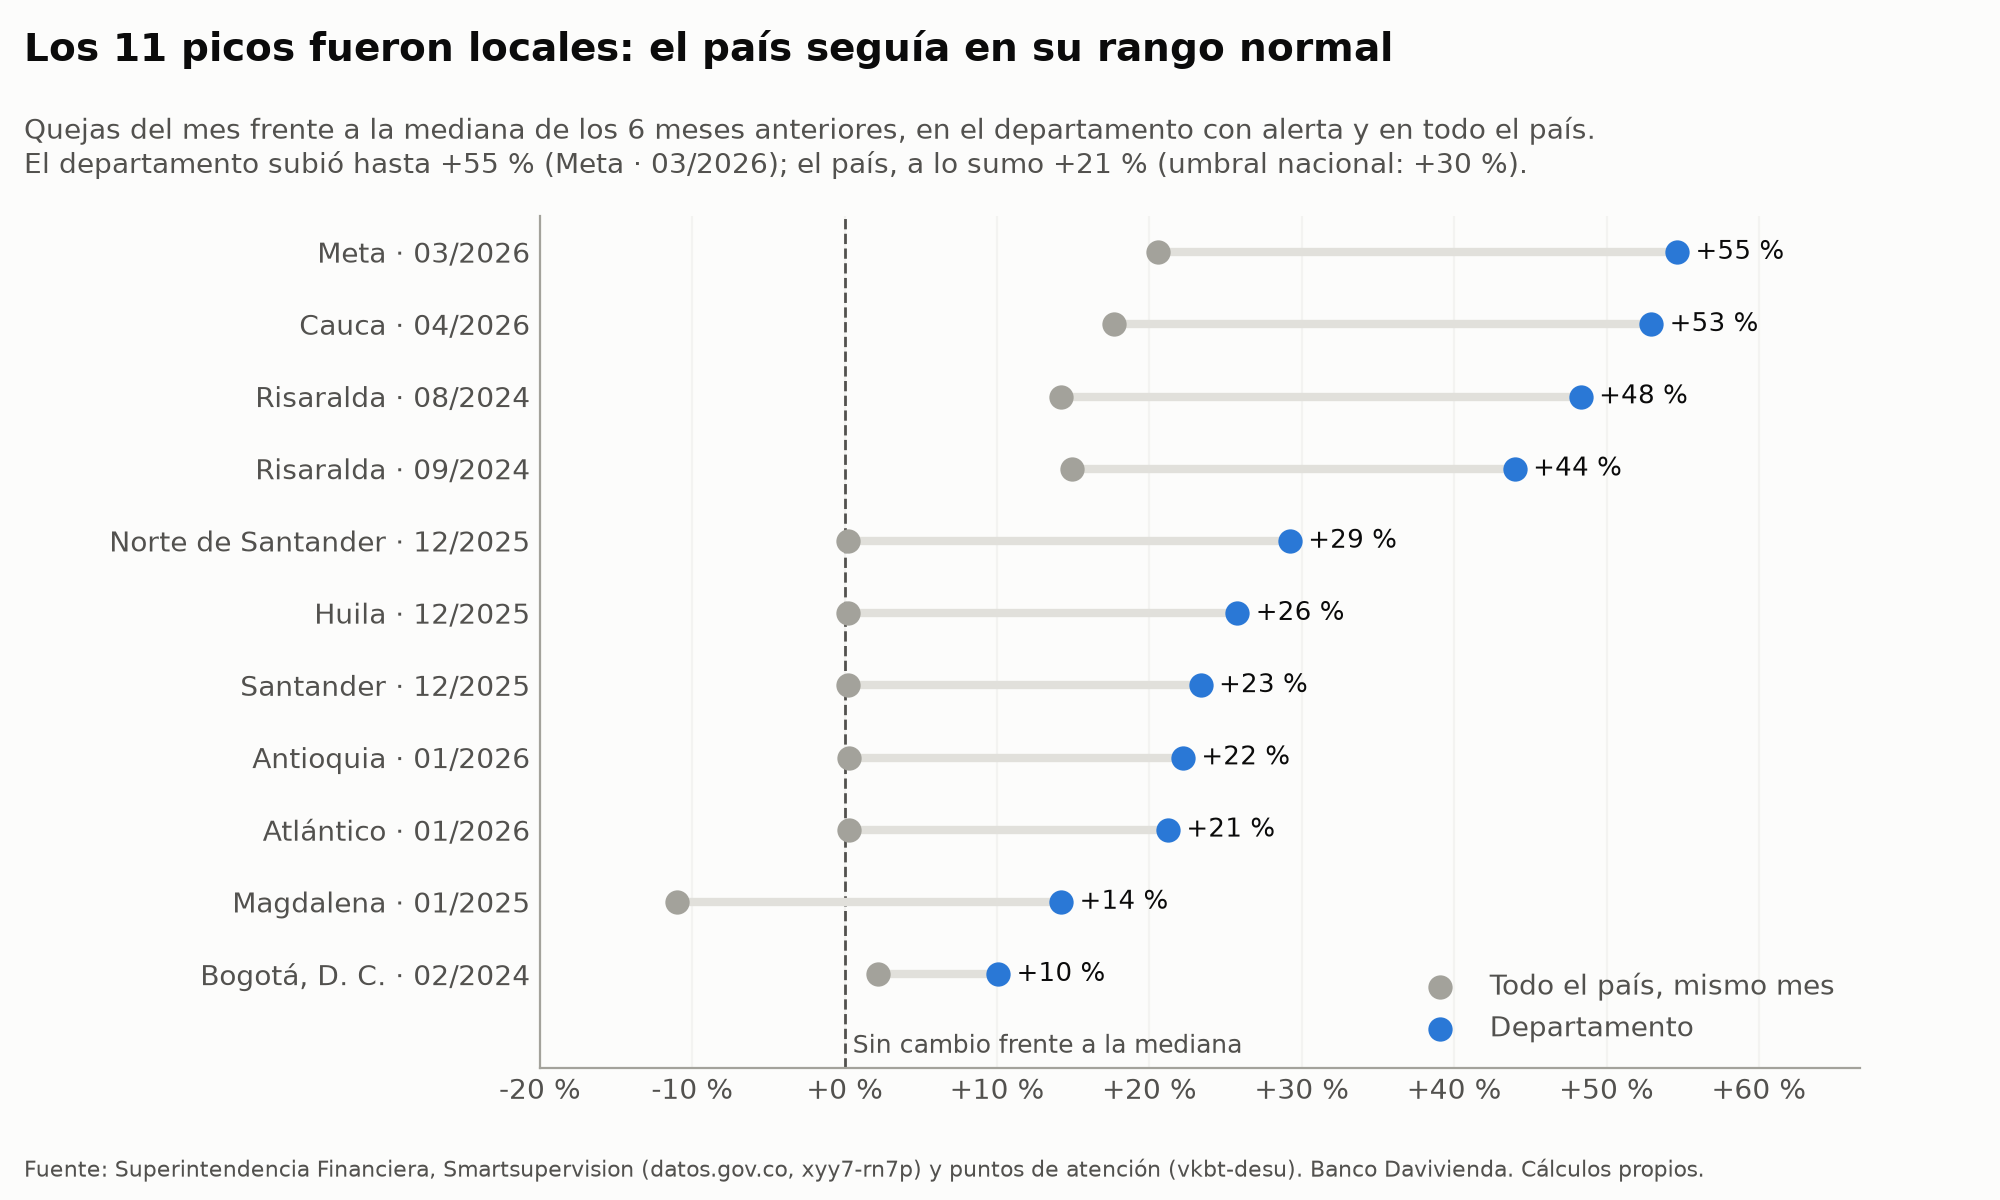 Los 11 picos fueron locales: el país seguía en su rango normal
Quejas del mes frente a la mediana de los 6 meses anteriores, en el departamento con alerta y en todo el país.
El departamento subió hasta +55 % (Meta · 03/2026); el país, a lo sumo +21 % (umbral nacional: +30 %).
Meta · 03/2026
+55 %
Cauca · 04/2026
+53 %
Risaralda · 08/2024
+48 %
Risaralda · 09/2024
+44 %
Norte de Santander · 12/2025
+29 %
Huila · 12/2025
+26 %
Santander · 12/2025
+23 %
Antioquia · 01/2026
+22 %
Atlántico · 01/2026
+21 %
Magdalena · 01/2025
+14 %
Bogotá, D. C. · 02/2024
+10 %
Todo el país, mismo mes
Departamento
Sin cambio frente a la mediana
-20 %
-10 %
+0 %
+10 %
+20 %
+30 %
+40 %
+50 %
+60 %
Fuente: Superintendencia Financiera, Smartsupervision (datos.gov.co, xyy7-rn7p) y puntos de atención (vkbt-desu). Banco Davivienda. Cálculos propios.